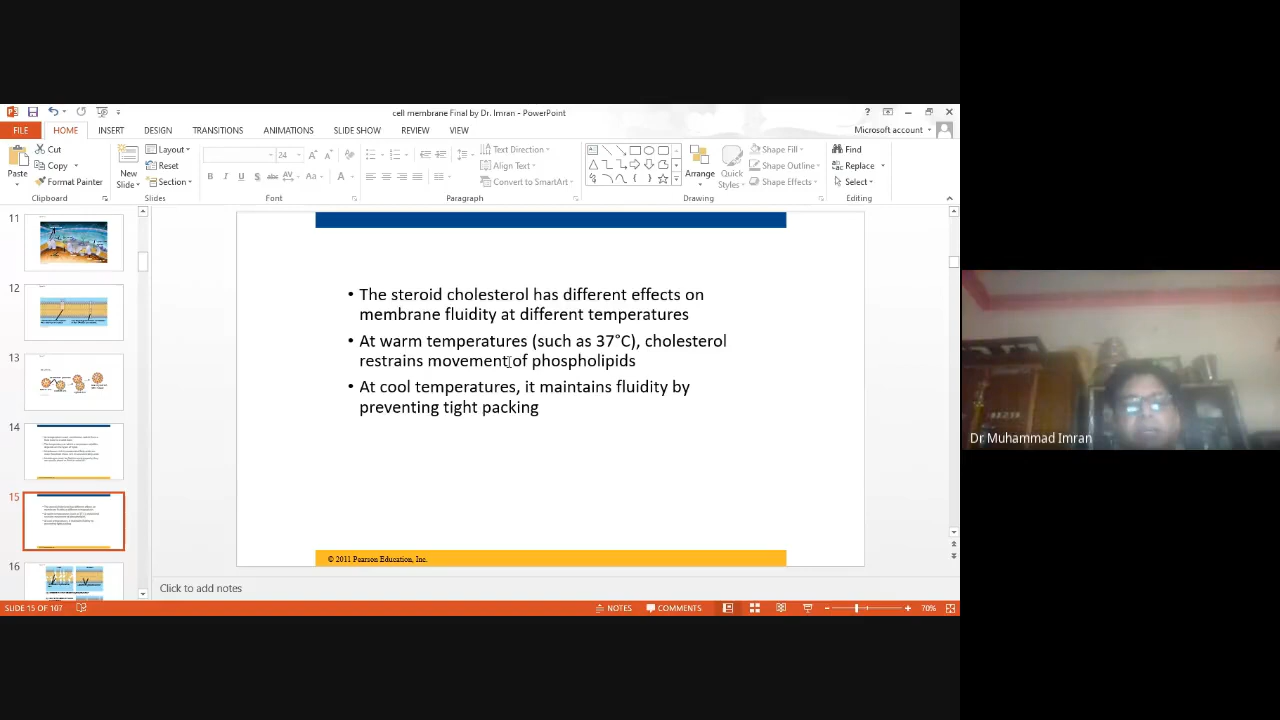 cell membrane Final by Dr. Imran - PowerPoint
FILE HOME INSERT DESIGN TRANSITIONS ANIMATIONS SLIDE SHOW REVIEW VIEW Microsoft account
Cut
Copy
Format Painter
Paste
Clipboard
New
Slide
Layout
Reset
Section
Slides
24
B I U S abc AV Aa A
Font
Text Direction
Align Text
Convert to SmartArt
Paragraph
Arrange
Quick
Styles
Shape Fill
Shape Outline
Shape Effects
Drawing
Find
Replace
Select
Editing
11
12
13
14
15
16
• The steroid cholesterol has different effects on
membrane fluidity at different temperatures
• At warm temperatures (such as 37°C), cholesterol
restrains movement of phospholipids
• At cool temperatures, it maintains fluidity by
preventing tight packing
© 2011 Pearson Education, Inc.
Click to add notes
SLIDE 15 OF 107 NOTES COMMENTS 70%
Dr Muhammad Imran